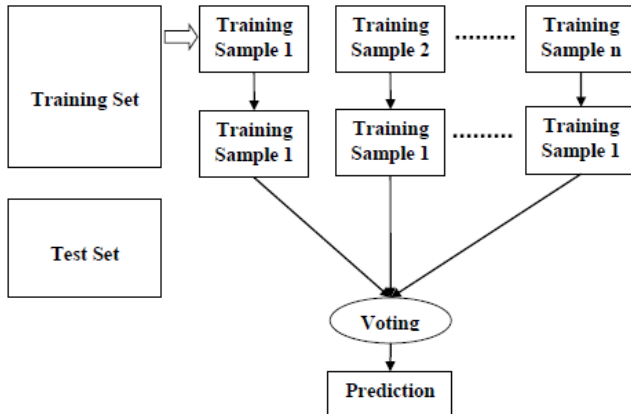 Training Set
Training
Sample 1
Training
Sample 2
.........
Training
Sample n
Training
Sample 1
Training
Sample 1
.........
Training
Sample 1
Test Set
Voting
Prediction